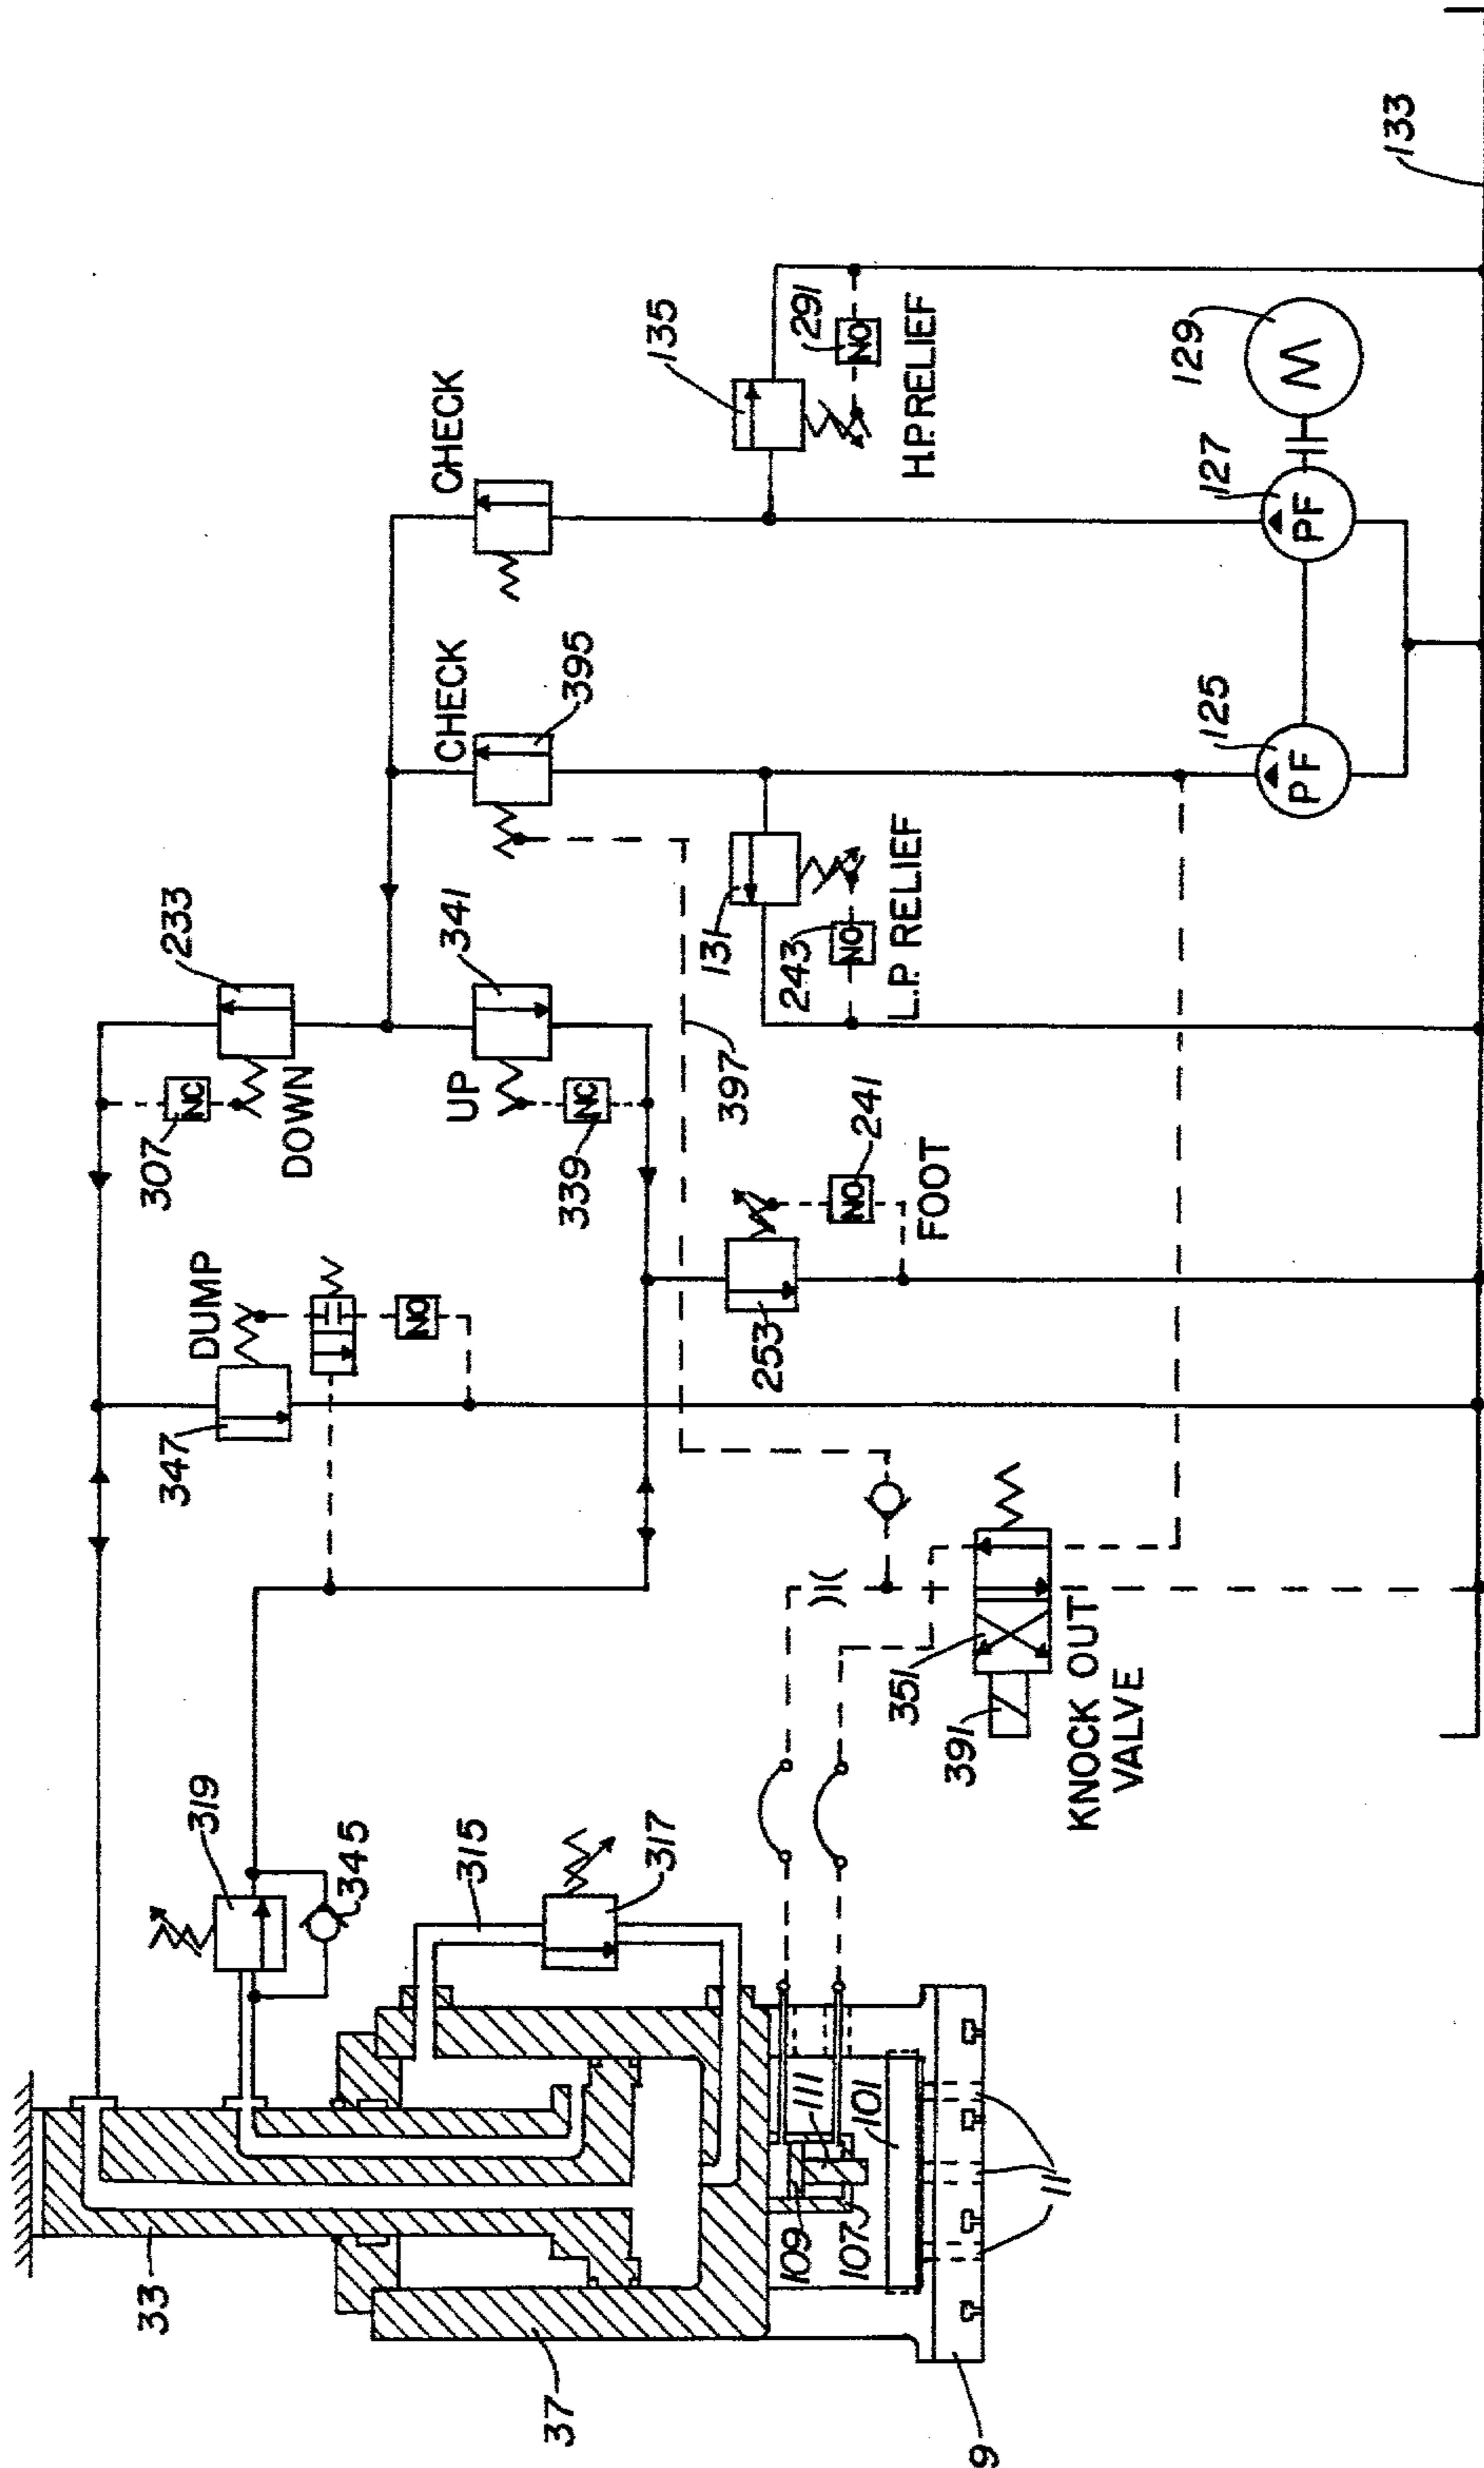 33
37
9
319
345
315
317
109
107
111
101
11
347
DUMP
NO
307
NC
DOWN
233
UP
341
339
NC
397
253
NO
241
FOOT
391
351
KNOCK OUT
VALVE
CHECK
395
CHECK
131
243
NO
L.P. RELIEF
135
291
NO
H.P. RELIEF
125
PF
127
PF
129
M
133